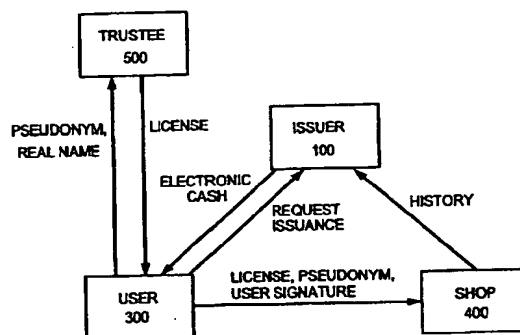 TRUSTEE
500
PSEUDONYM,
REAL NAME
LICENSE
ISSUER
100
ELECTRONIC
CASH
REQUEST
ISSUANCE
HISTORY
LICENSE, PSEUDONYM,
USER SIGNATURE
USER
300
SHOP
400